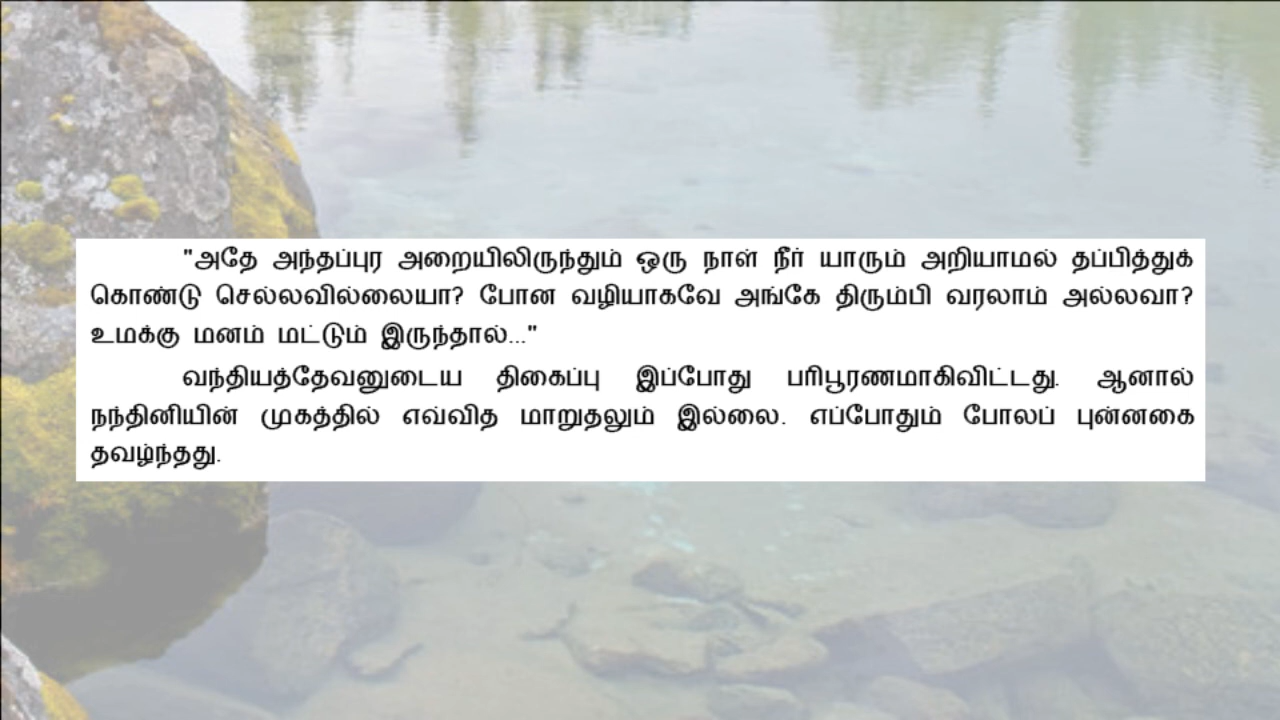 "அதே அந்தப்புர அறையிலிருந்தும் ஒரு நாள் நீர் யாரும் அறியாமல் தப்பித்துக்
கொண்டு செல்லவில்லையா? போன வழியாகவே அங்கே திரும்பி வரலாம் அல்லவா?
உமக்கு மனம் மட்டும் இருந்தால்..."
வந்தியத்தேவனுடைய திகைப்பு இப்போது பரிபூரணமாகிவிட்டது. ஆனால்
நந்தினியின் முகத்தில் எவ்வித மாறுதலும் இல்லை. எப்போதும் போலப் புன்னகை
தவழ்ந்தது.